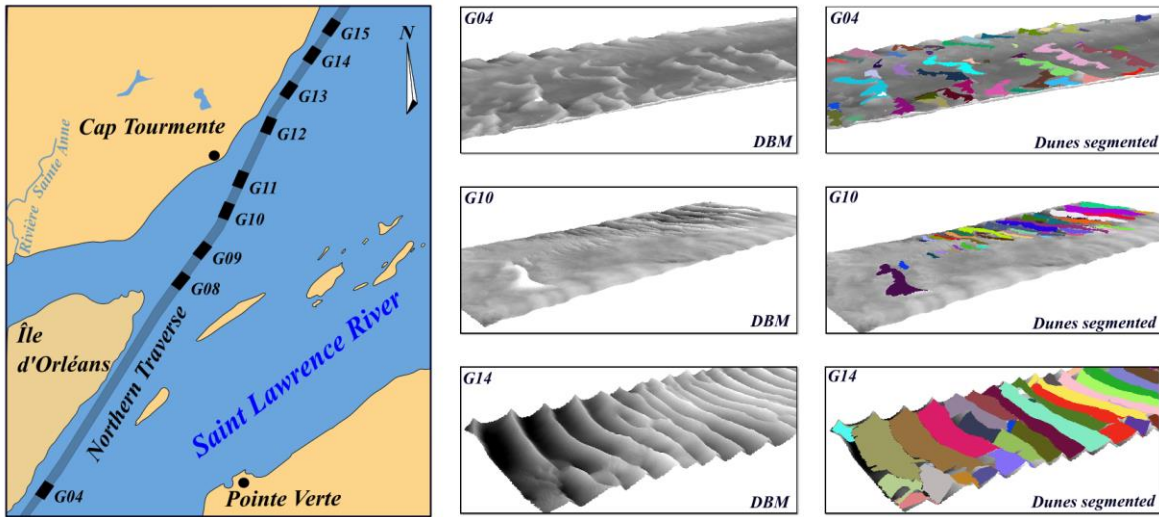 G15
G14
N
G13
Cap Tourmente
G12
Rivière Sainte Anne
G11
G10
G09
G08
Île
d'Orléans
Northern Traverse
Saint Lawrence River
G04
Pointe Verte
G04
DBM
G04
Dunes segmented
G10
DBM
G10
Dunes segmented
G14
DBM
G14
Dunes segmented